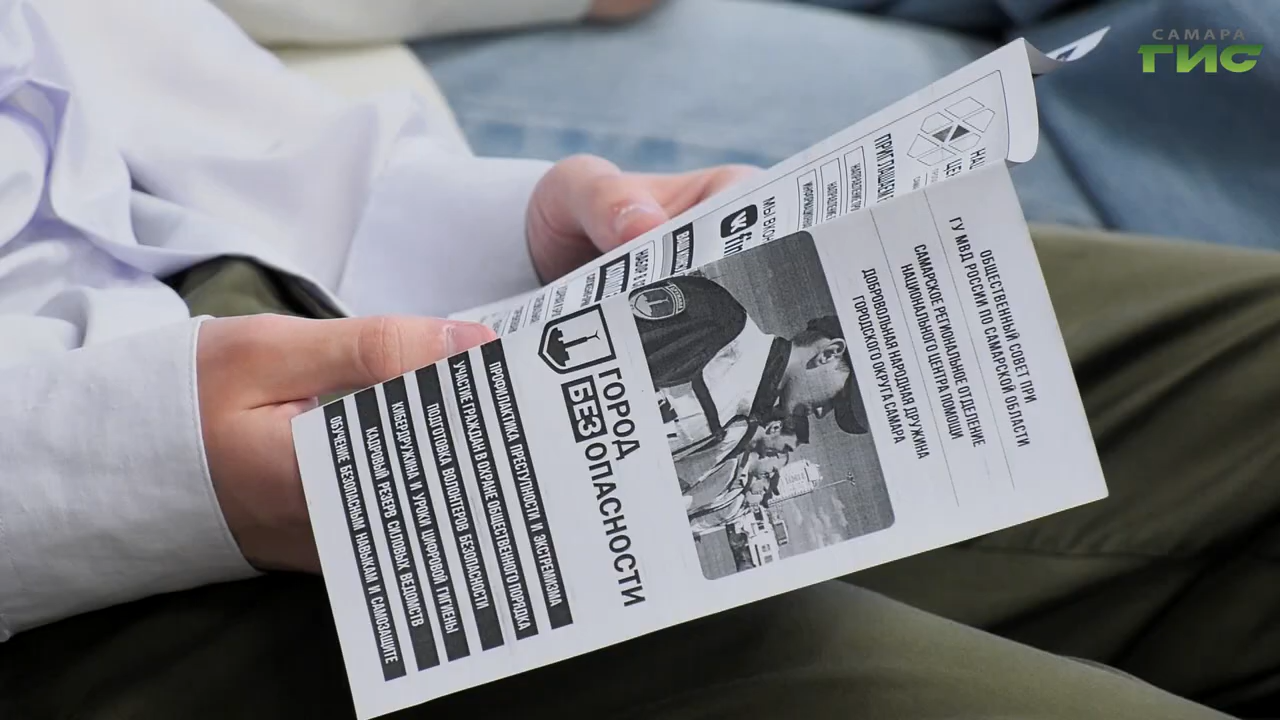 САМАРА
ГИС
ОБЩЕСТВЕННЫЙ СОВЕТ ПРИ
ГУ МВД РОССИИ ПО САМАРСКОЙ ОБЛАСТИ
САМАРСКОЕ РЕГИОНАЛЬНОЕ ОТДЕЛЕНИЕ
НАЦИОНАЛЬНОГО ЦЕНТРА ПОМОЩИ
ДОБРОВОЛЬНАЯ НАРОДНАЯ ДРУЖИНА
ГОРОДСКОГО ОКРУГА САМАРА
ГОРОД
БЕЗОПАСНОСТИ
ПРОФИЛАКТИКА ПРЕСТУПНОСТИ И ЭКСТРЕМИЗМА
УЧАСТИЕ ГРАЖДАН В ОХРАНЕ ОБЩЕСТВЕННОГО ПОРЯДКА
ПОДГОТОВКА ВОЛОНТЕРОВ БЕЗОПАСНОСТИ
КИБЕРДРУЖИНА И УРОКИ ЦИФРОВОЙ ГИГИЕНЫ
КАДРОВЫЙ РЕЗЕРВ СИЛОВЫХ ВЕДОМСТВ
ОБУЧЕНИЕ БЕЗОПАСНЫМ НАВЫКАМ И САМОЗАЩИТЕ
ПРИГЛАШАЕМ
МЫ